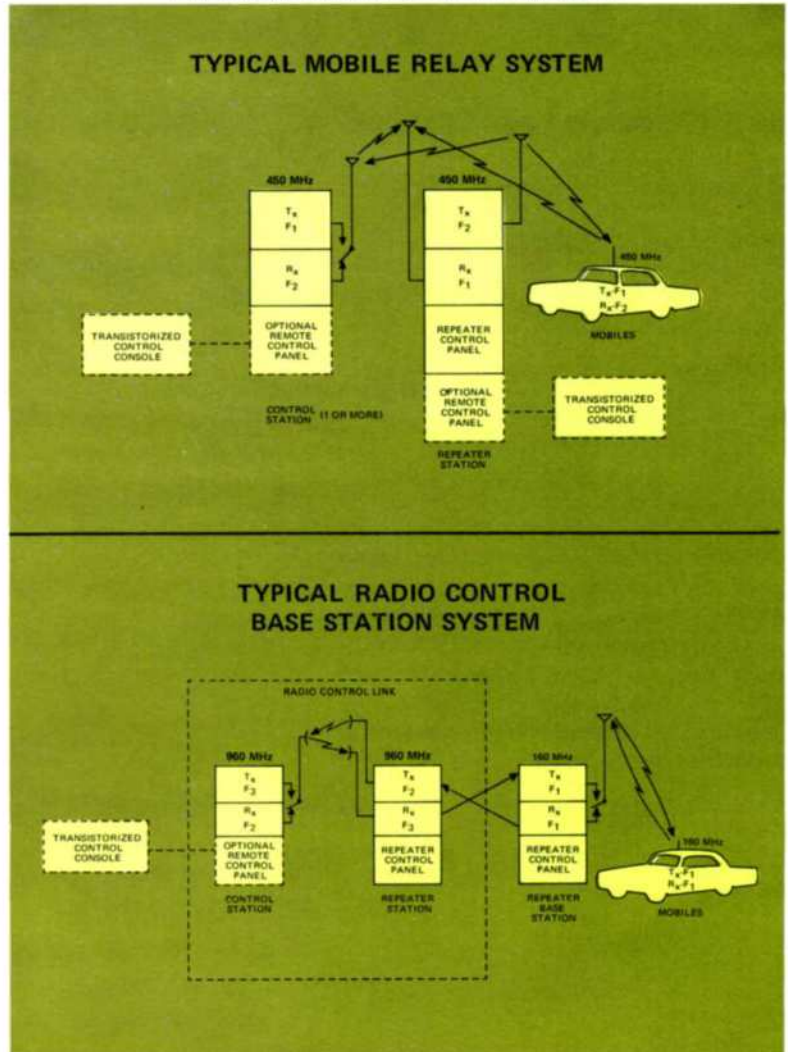 TYPICAL MOBILE RELAY SYSTEM
450 MHz
Tx
F1
Rx
F2
OPTIONAL
REMOTE
CONTROL
PANEL
TRANSISTORIZED
CONTROL
CONSOLE
CONTROL
STATION (1 OR MORE)
450 MHz
Tx
F2
Rx
F1
REPEATER
CONTROL
PANEL
OPTIONAL
REMOTE
CONTROL
PANEL
REPEATER
STATION
TRANSISTORIZED
CONTROL
CONSOLE
450 MHz
Tx-F1
Rx-F2
MOBILES
TYPICAL RADIO CONTROL
BASE STATION SYSTEM
RADIO CONTROL LINK
960 MHz
Tx
F3
Rx
F2
OPTIONAL
REMOTE
CONTROL
PANEL
CONTROL
STATION
TRANSISTORIZED
CONTROL
CONSOLE
960 MHz
Tx
F2
Rx
F3
REPEATER
CONTROL
PANEL
REPEATER
STATION
160 MHz
Tx
F1
Rx
F1
REPEATER
CONTROL
PANEL
REPEATER
BASE
STATION
160 MHz
Tx-F1
Rx-F1
MOBILES